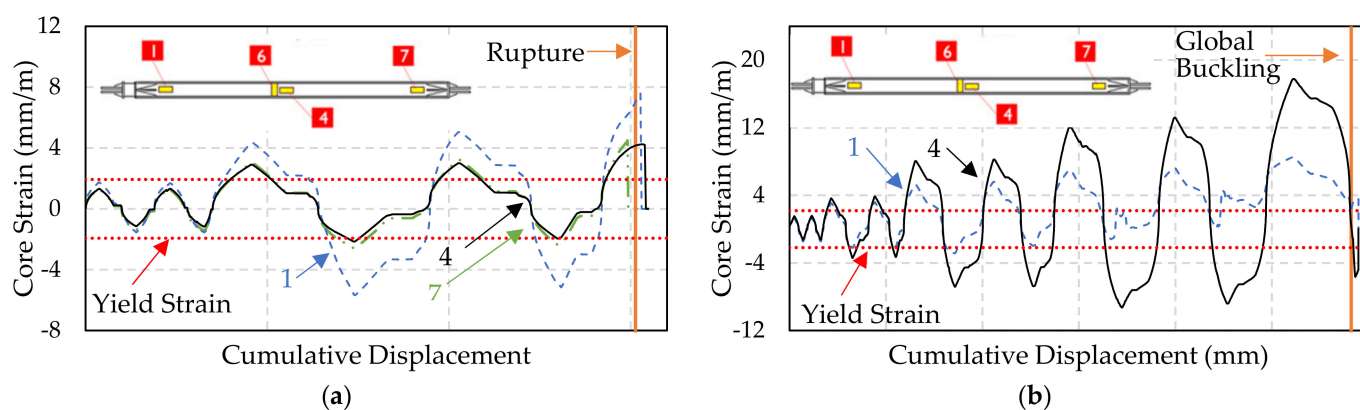 12
8
4
0
-4
-8
Core Strain (mm/m)
1
6
7
4
Rupture
1
4
7
Yield Strain
Cumulative Displacement
(a)
20
12
4
-4
-12
Core Strain (mm/m)
1
6
7
4
Global
Buckling
1
4
Yield Strain
Cumulative Displacement (mm)
(b)